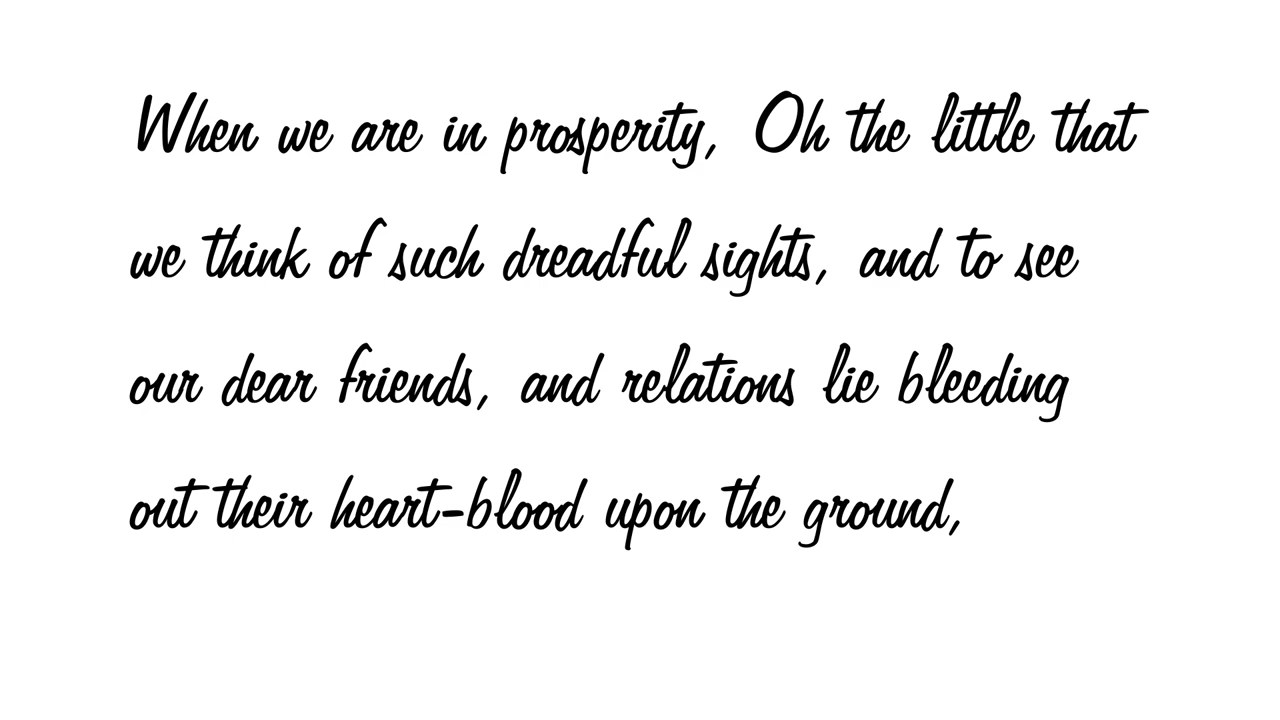 When we are in prosperity, Oh the little that
we think of such dreadful sights, and to see
our dear friends, and relations lie bleeding
out their heart-blood upon the ground,